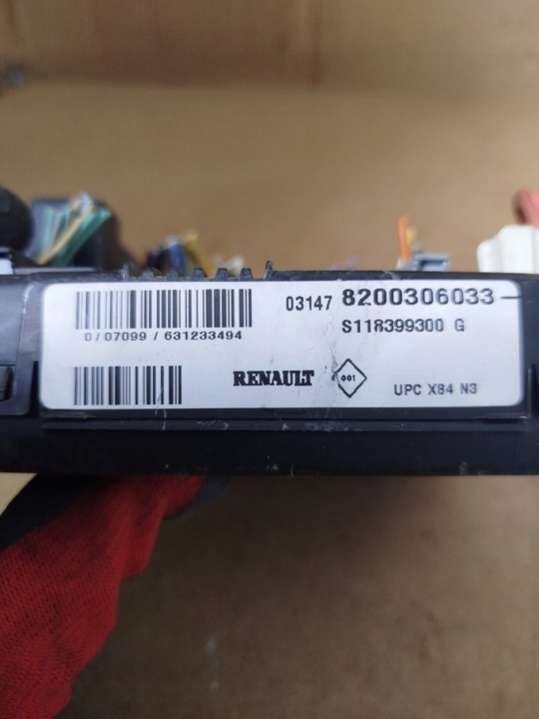 03147 8200306033-
0/07099/631233494
S118399300 G
RENAULT
001
UPC X84 N3